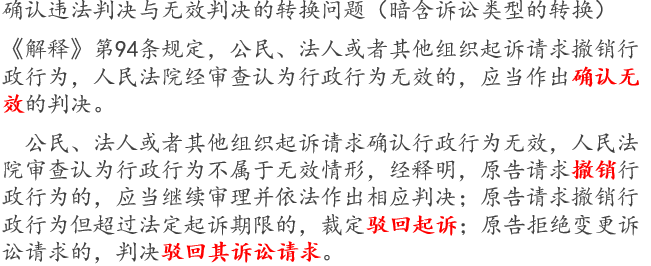 确认违法判决与无效判决的转换问题（暗含诉讼类型的转换）
《解释》第94条规定，公民、法人或者其他组织起诉请求撤销行
政行为，人民法院经审查认为行政行为无效的，应当作出确认无
效的判决。
公民、法人或者其他组织起诉请求确认行政行为无效，人民法
院审查认为行政行为不属于无效情形，经释明，原告请求撤销行
政行为的，应当继续审理并依法作出相应判决；原告请求撤销行
政行为但超过法定起诉期限的，裁定驳回起诉；原告拒绝变更诉
讼请求的，判决驳回其诉讼请求。